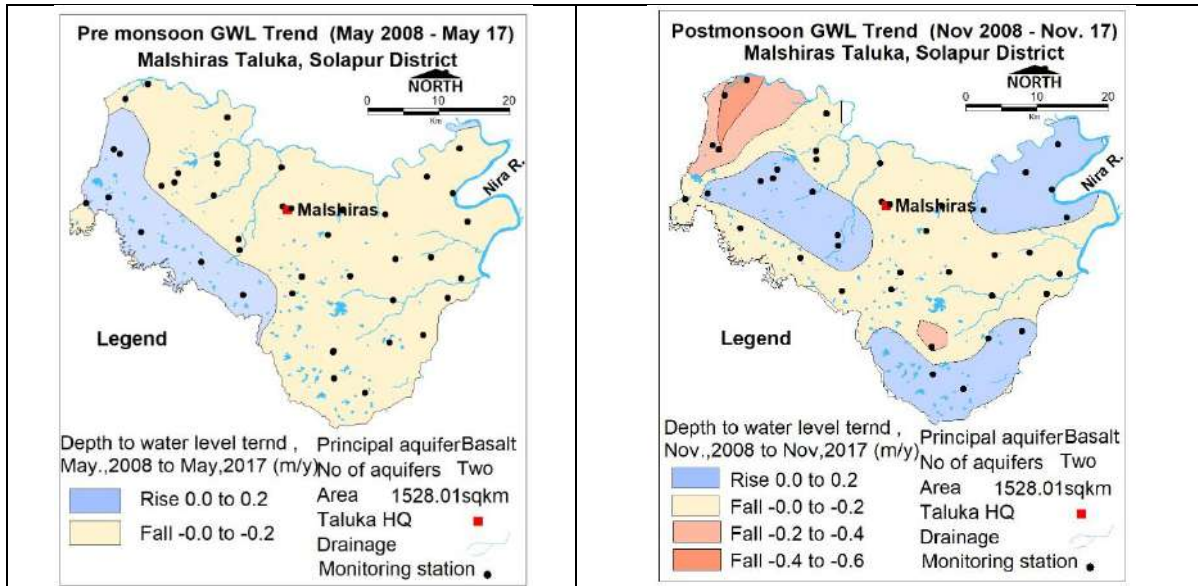 Pre monsoon GWL Trend (May 2008 - May 17)
Malshiras Taluka, Solapur District
NORTH
0 10 20
Km
Nira R.
Malshiras
Legend
Depth to water level ternd ,
May.,2008 to May,2017 (m/y)
Rise 0.0 to 0.2
Fall -0.0 to -0.2
Principal aquifer Basalt
No of aquifers Two
Area 1528.01sqkm
Taluka HQ
Drainage
Monitoring station
Postmonsoon GWL Trend (Nov 2008 - Nov. 17)
Malshiras Taluka, Solapur District
NORTH
0 10 20
Km
Nira R.
Malshiras
Legend
Depth to water level ternd ,
Nov.,2008 to Nov,2017 (m/y)
Rise 0.0 to 0.2
Fall -0.0 to -0.2
Fall -0.2 to -0.4
Fall -0.4 to -0.6
Principal aquifer Basalt
No of aquifers Two
Area 1528.01sqkm
Taluka HQ
Drainage
Monitoring station